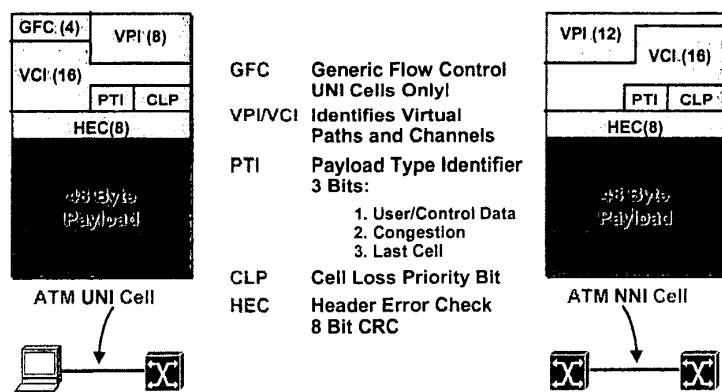 GFC (4)
VPI (8)
VCI (16)
PTI
CLP
HEC(8)
48 Byte
Payload
ATM UNI Cell
GFC Generic Flow Control
UNI Cells Only!
VPI/VCI Identifies Virtual
Paths and Channels
PTI Payload Type Identifier
3 Bits:
1. User/Control Data
2. Congestion
3. Last Cell
CLP Cell Loss Priority Bit
HEC Header Error Check
8 Bit CRC
VPI (12)
VCI (16)
PTI
CLP
HEC(8)
48 Byte
Payload
ATM NNI Cell